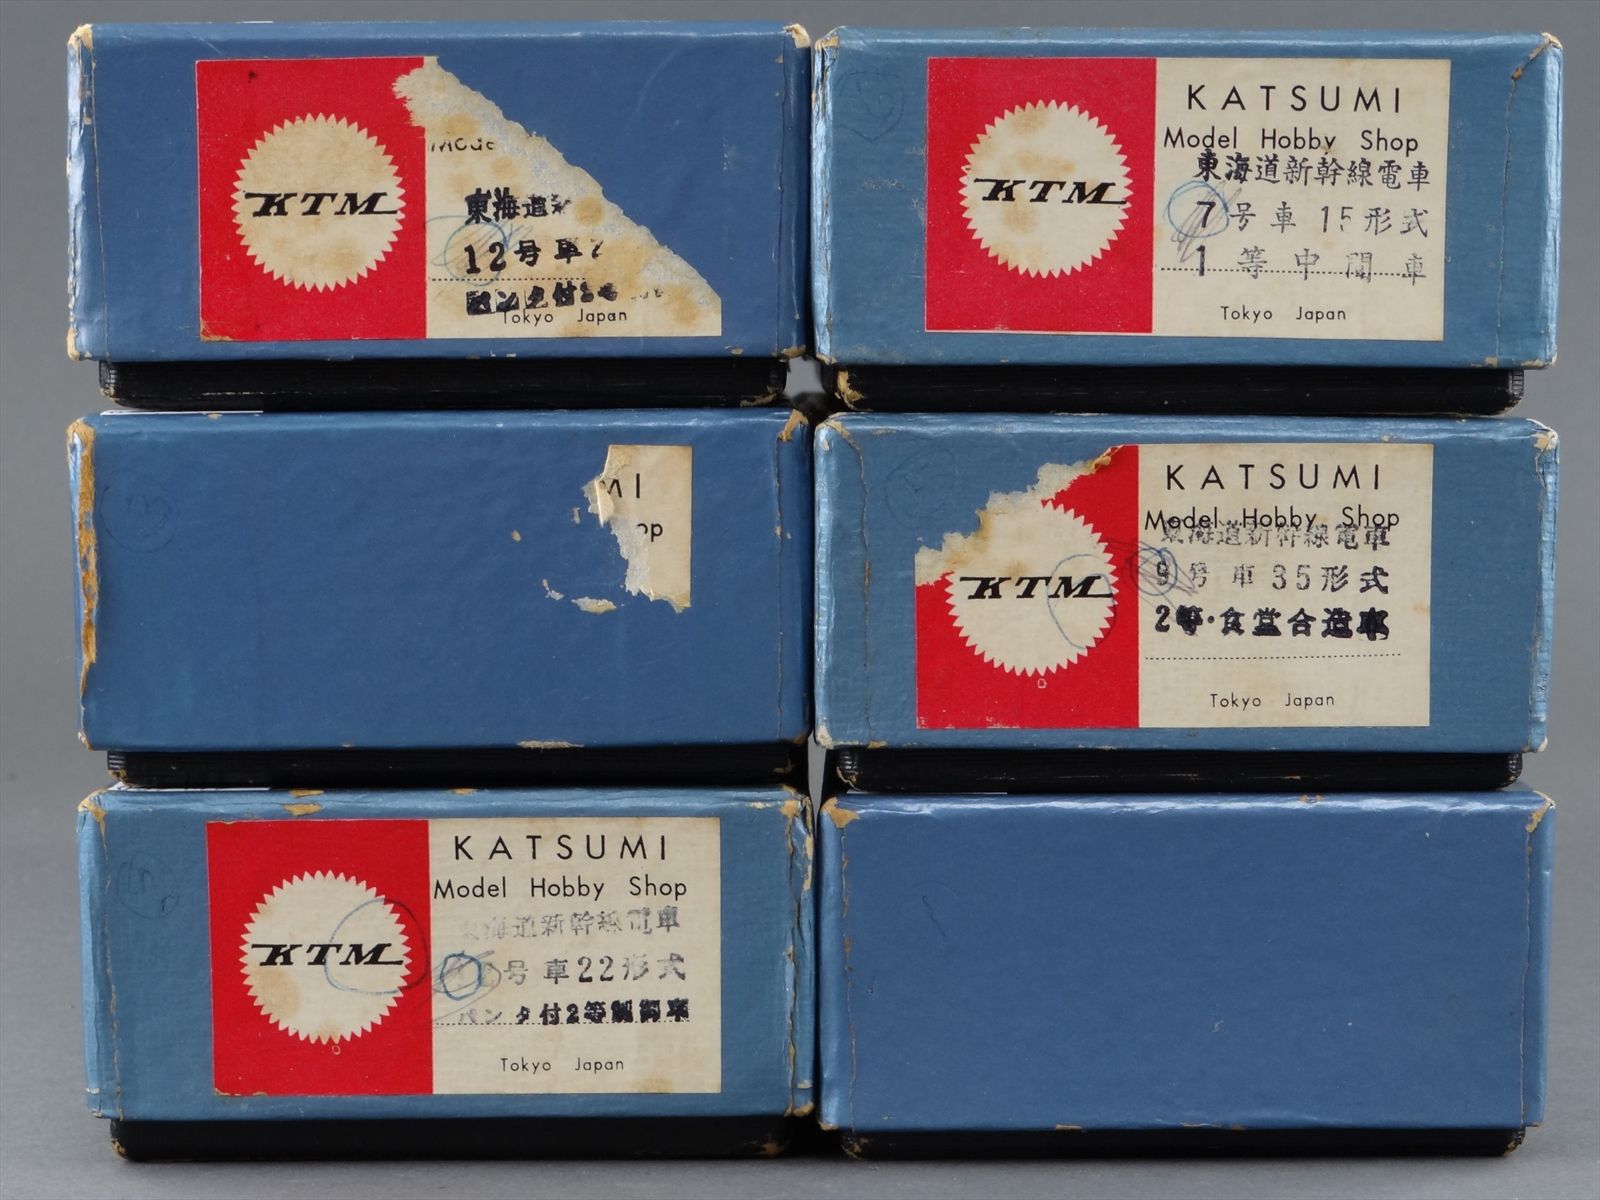 KTM
東海道
12号車
Tokyo Japan
KTM
KATSUMI
Model Hobby Shop
東海道新幹線電車
7号車 15形式
1等中間車
Tokyo Japan
MI
op
KTM
KATSUMI
Model Hobby Shop
東海道新幹線電車
9号車 35形式
2等・食堂合造車
Tokyo Japan
KTM
KATSUMI
Model Hobby Shop
東海道新幹線電車
号車22形式
パンタ付2等制御車
Tokyo Japan